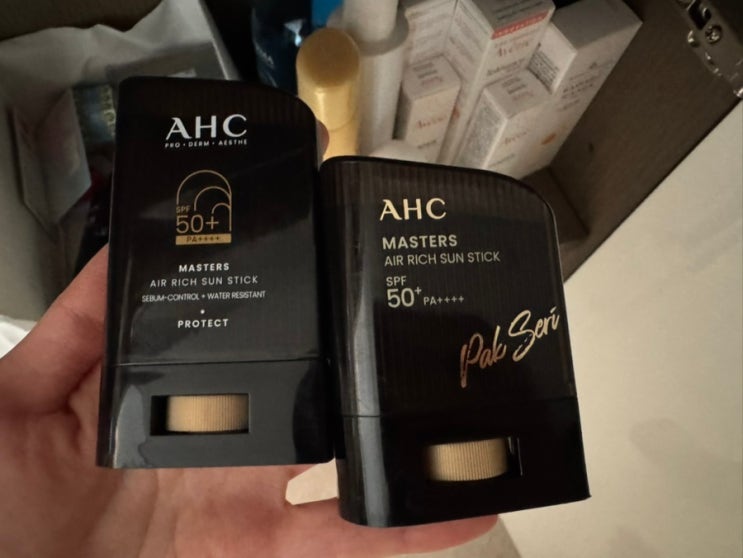 AHC
PRO • DERM • AESTHE
SPF
50+
PA++++
MASTERS
AIR RICH SUN STICK
SEBUM-CONTROL + WATER RESISTANT
PROTECT
AHC
MASTERS
AIR RICH SUN STICK
SPF
50+ PA++++
Pak Seri